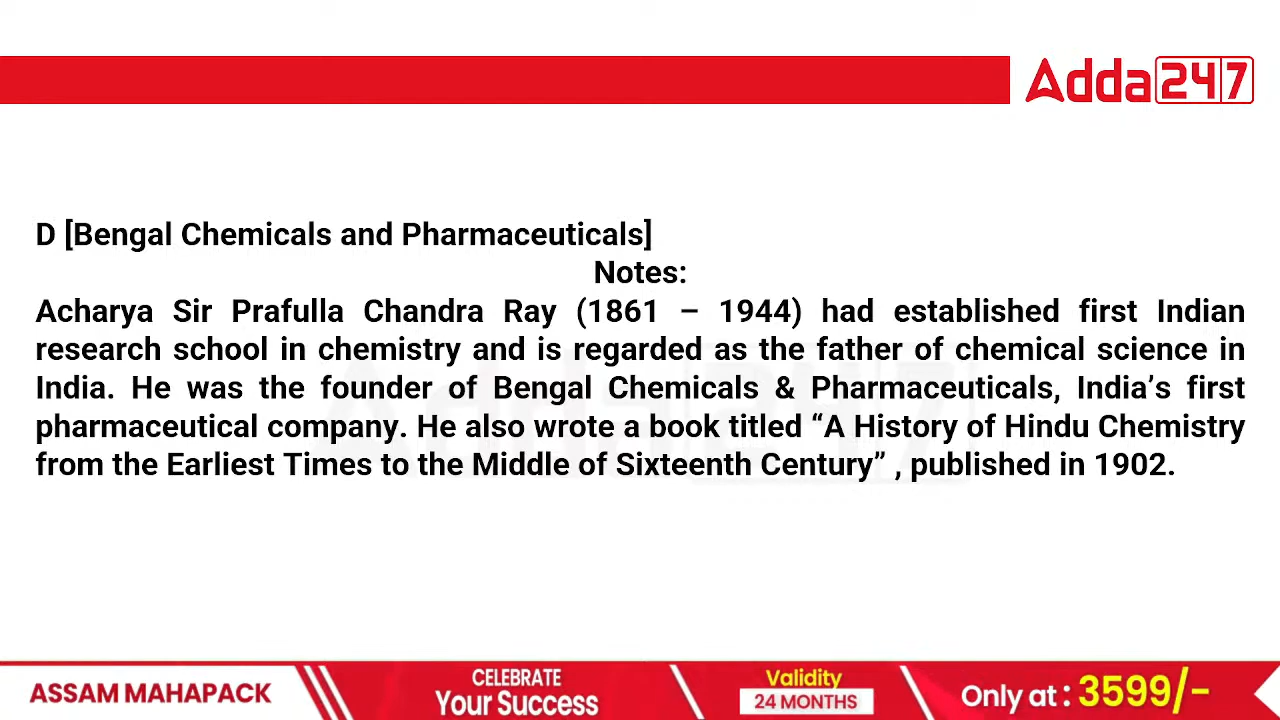 Adda247
D [Bengal Chemicals and Pharmaceuticals]
Notes:
Acharya Sir Prafulla Chandra Ray (1861 – 1944) had established first Indian
research school in chemistry and is regarded as the father of chemical science in
India. He was the founder of Bengal Chemicals & Pharmaceuticals, India’s first
pharmaceutical company. He also wrote a book titled “A History of Hindu Chemistry
from the Earliest Times to the Middle of Sixteenth Century” , published in 1902.
ASSAM MAHAPACK
CELEBRATE
Your Success
Validity
24 MONTHS
Only at : 3599/-